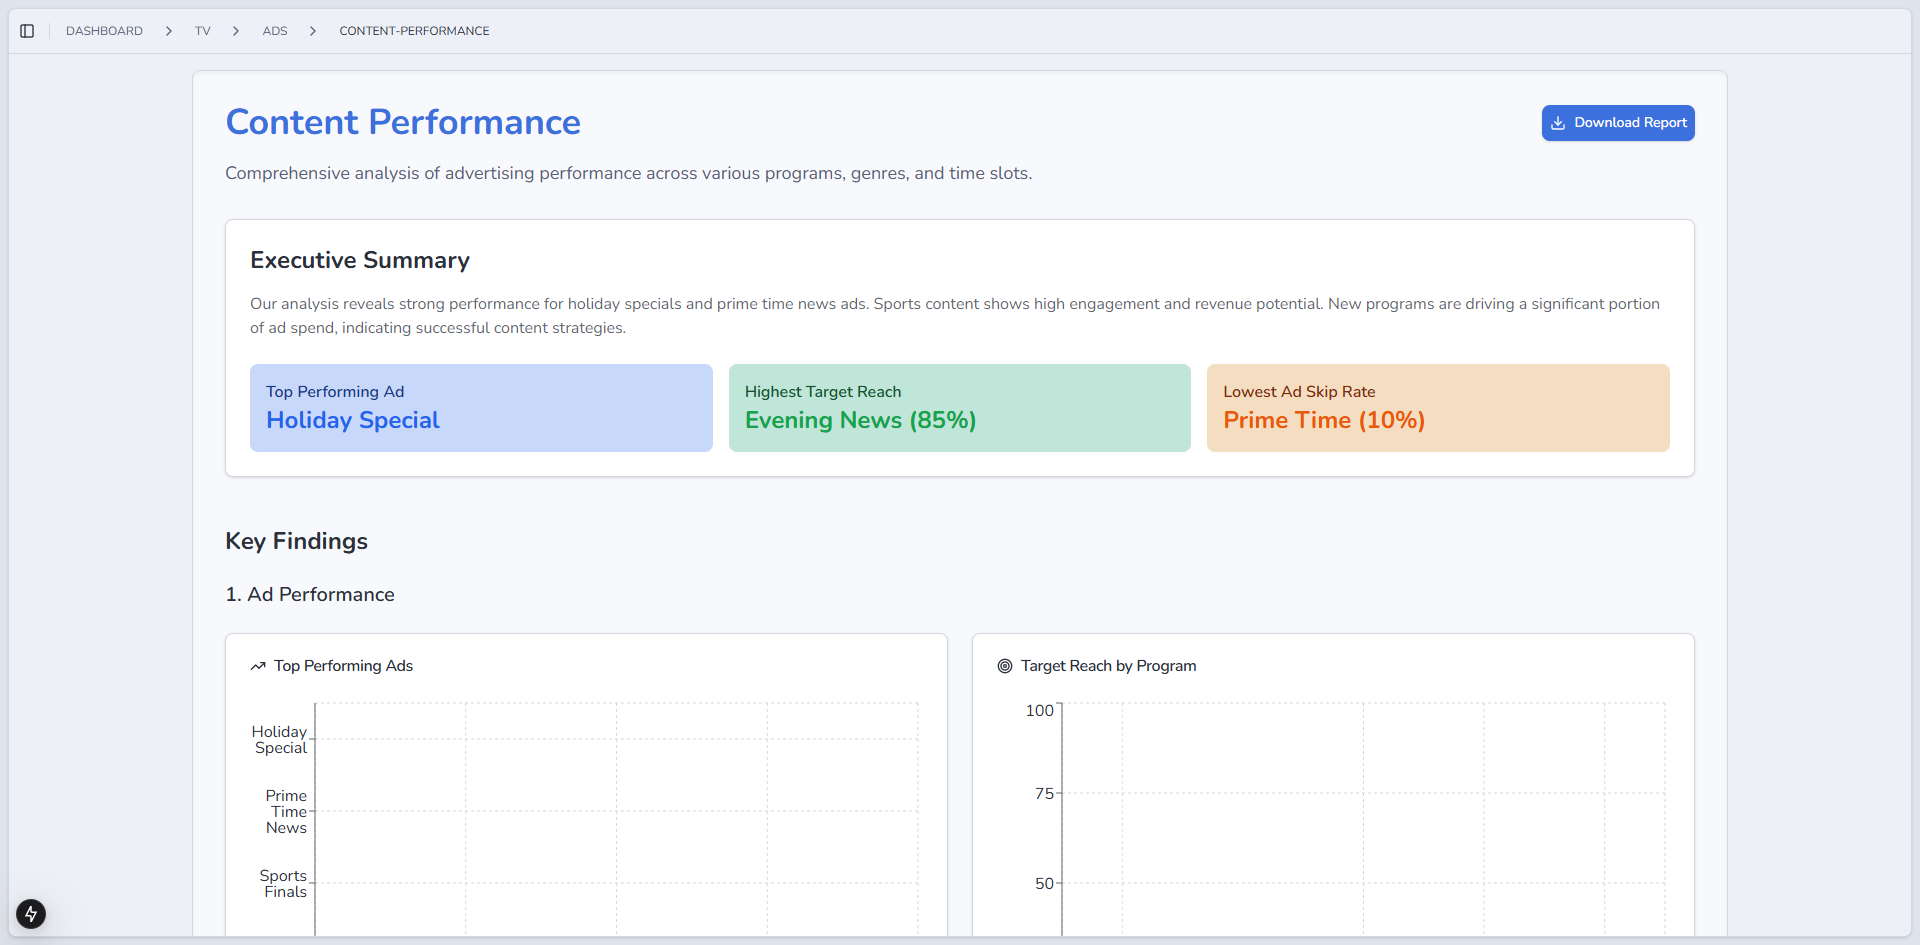 DASHBOARD > TV > ADS > CONTENT-PERFORMANCE
Content Performance
Download Report
Comprehensive analysis of advertising performance across various programs, genres, and time slots.
Executive Summary
Our analysis reveals strong performance for holiday specials and prime time news ads. Sports content shows high engagement and revenue potential. New programs are driving a significant portion
of ad spend, indicating successful content strategies.
Top Performing Ad
Holiday Special
Highest Target Reach
Evening News (85%)
Lowest Ad Skip Rate
Prime Time (10%)
Key Findings
1. Ad Performance
Top Performing Ads
Holiday
Special
Prime
Time
News
Sports
Finals
Target Reach by Program
100
75
50